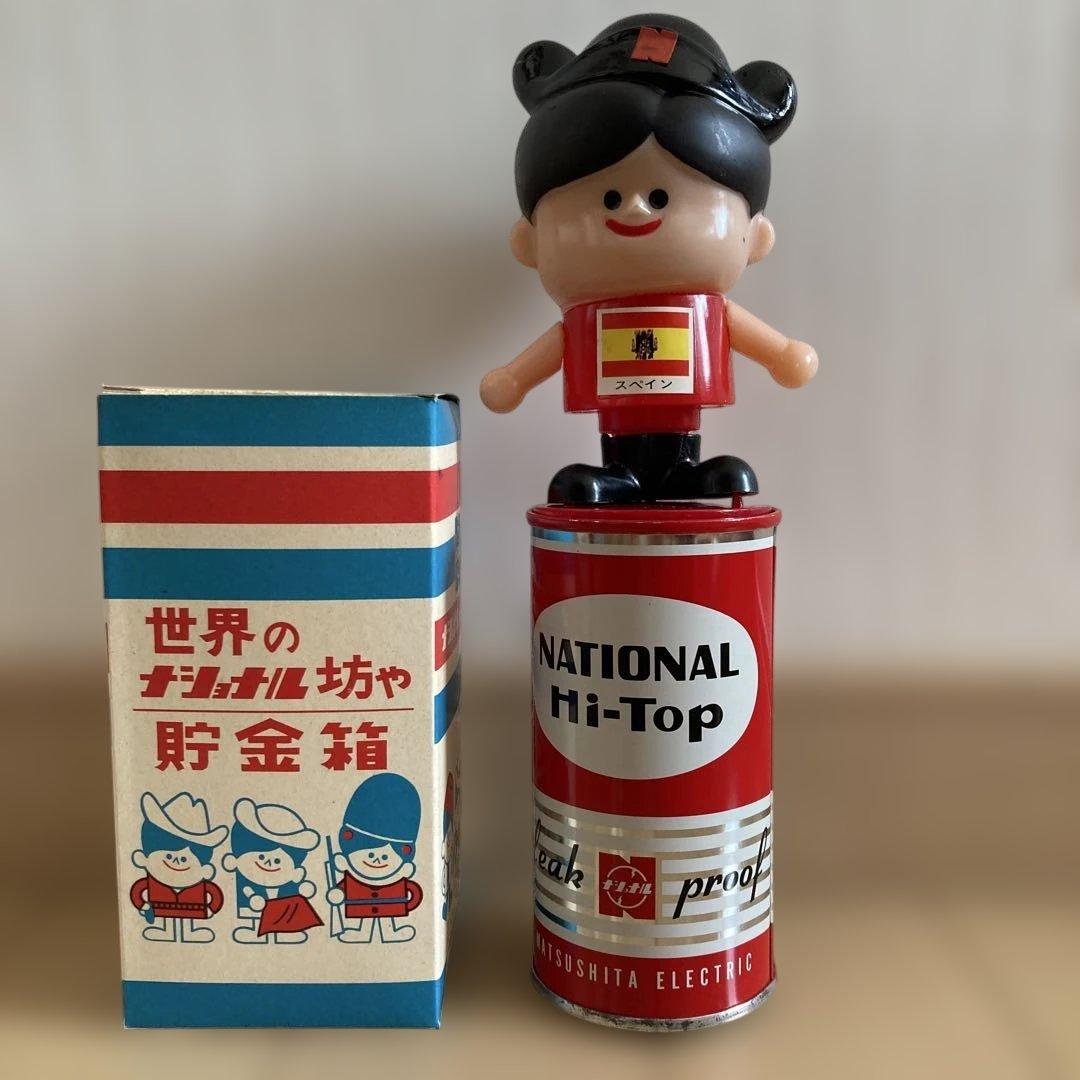 世界の
ナショナル坊や
貯金箱
N
スペイン
NATIONAL
Hi-Top
leak
ナショナル
proof
MATSUSHITA ELECTRIC